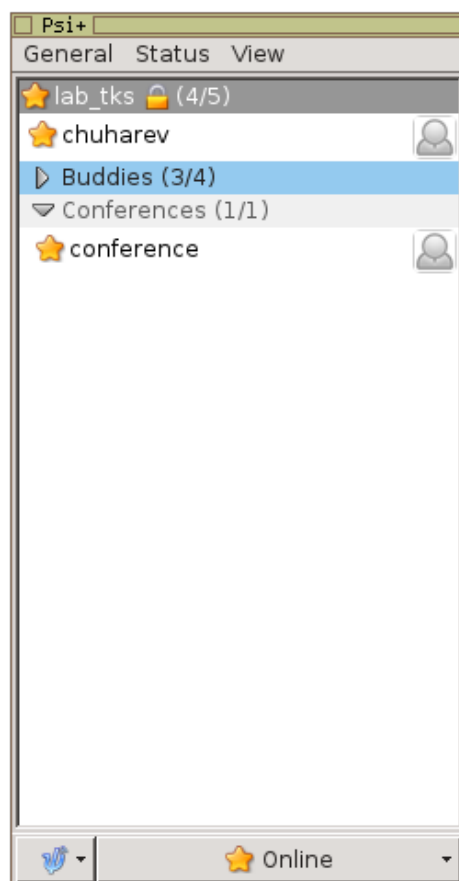 Psi+
General Status View
lab_tks (4/5)
chuharev
Buddies (3/4)
Conferences (1/1)
conference
Online